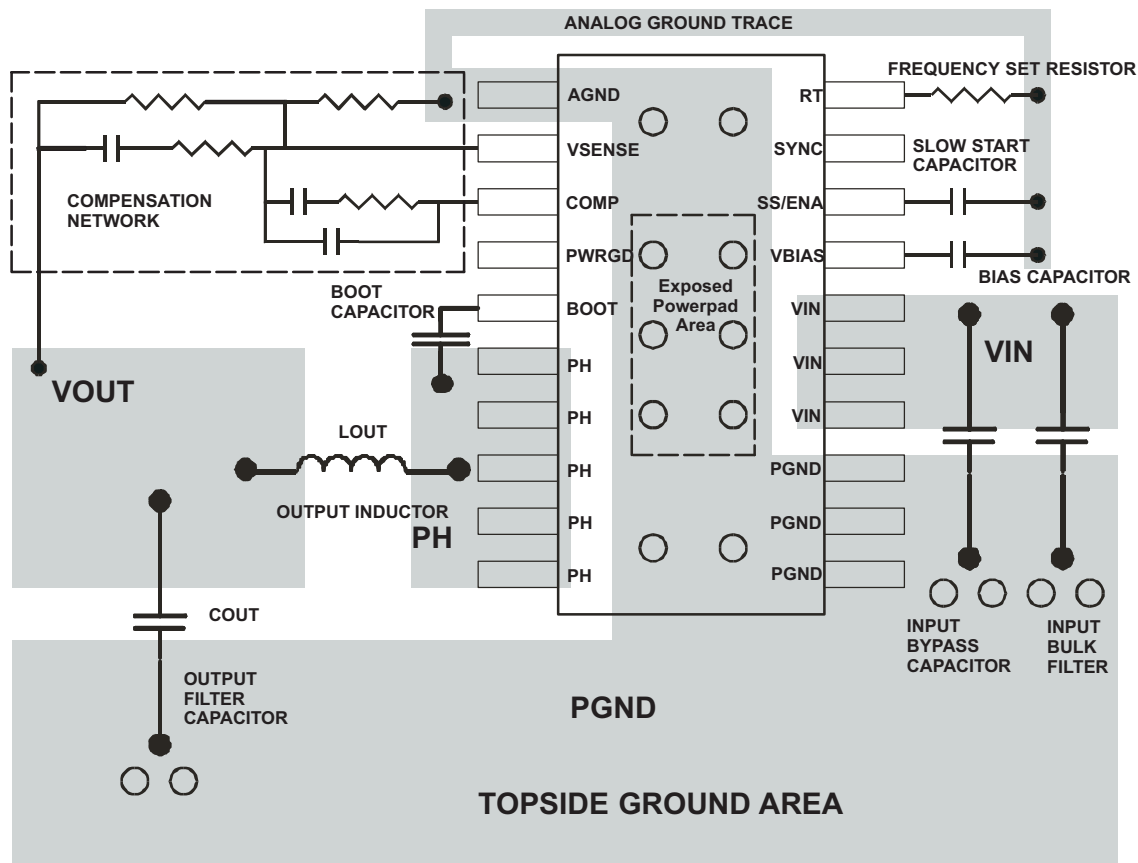 ANALOG GROUND TRACE
FREQUENCY SET RESISTOR
AGND
RT
VSENSE
SYNC
SLOW START
CAPACITOR
COMPENSATION
NETWORK
COMP
SS/ENA
PWRGD
VBIAS
BIAS CAPACITOR
BOOT
CAPACITOR
BOOT
Exposed
Powerpad
Area
VIN
VIN
PH
VIN
VOUT
PH
VIN
LOUT
PH
PGND
OUTPUT INDUCTOR
PH
PH
PGND
PH
PGND
COUT
INPUT
BYPASS
CAPACITOR
INPUT
BULK
FILTER
OUTPUT
FILTER
CAPACITOR
PGND
TOPSIDE GROUND AREA